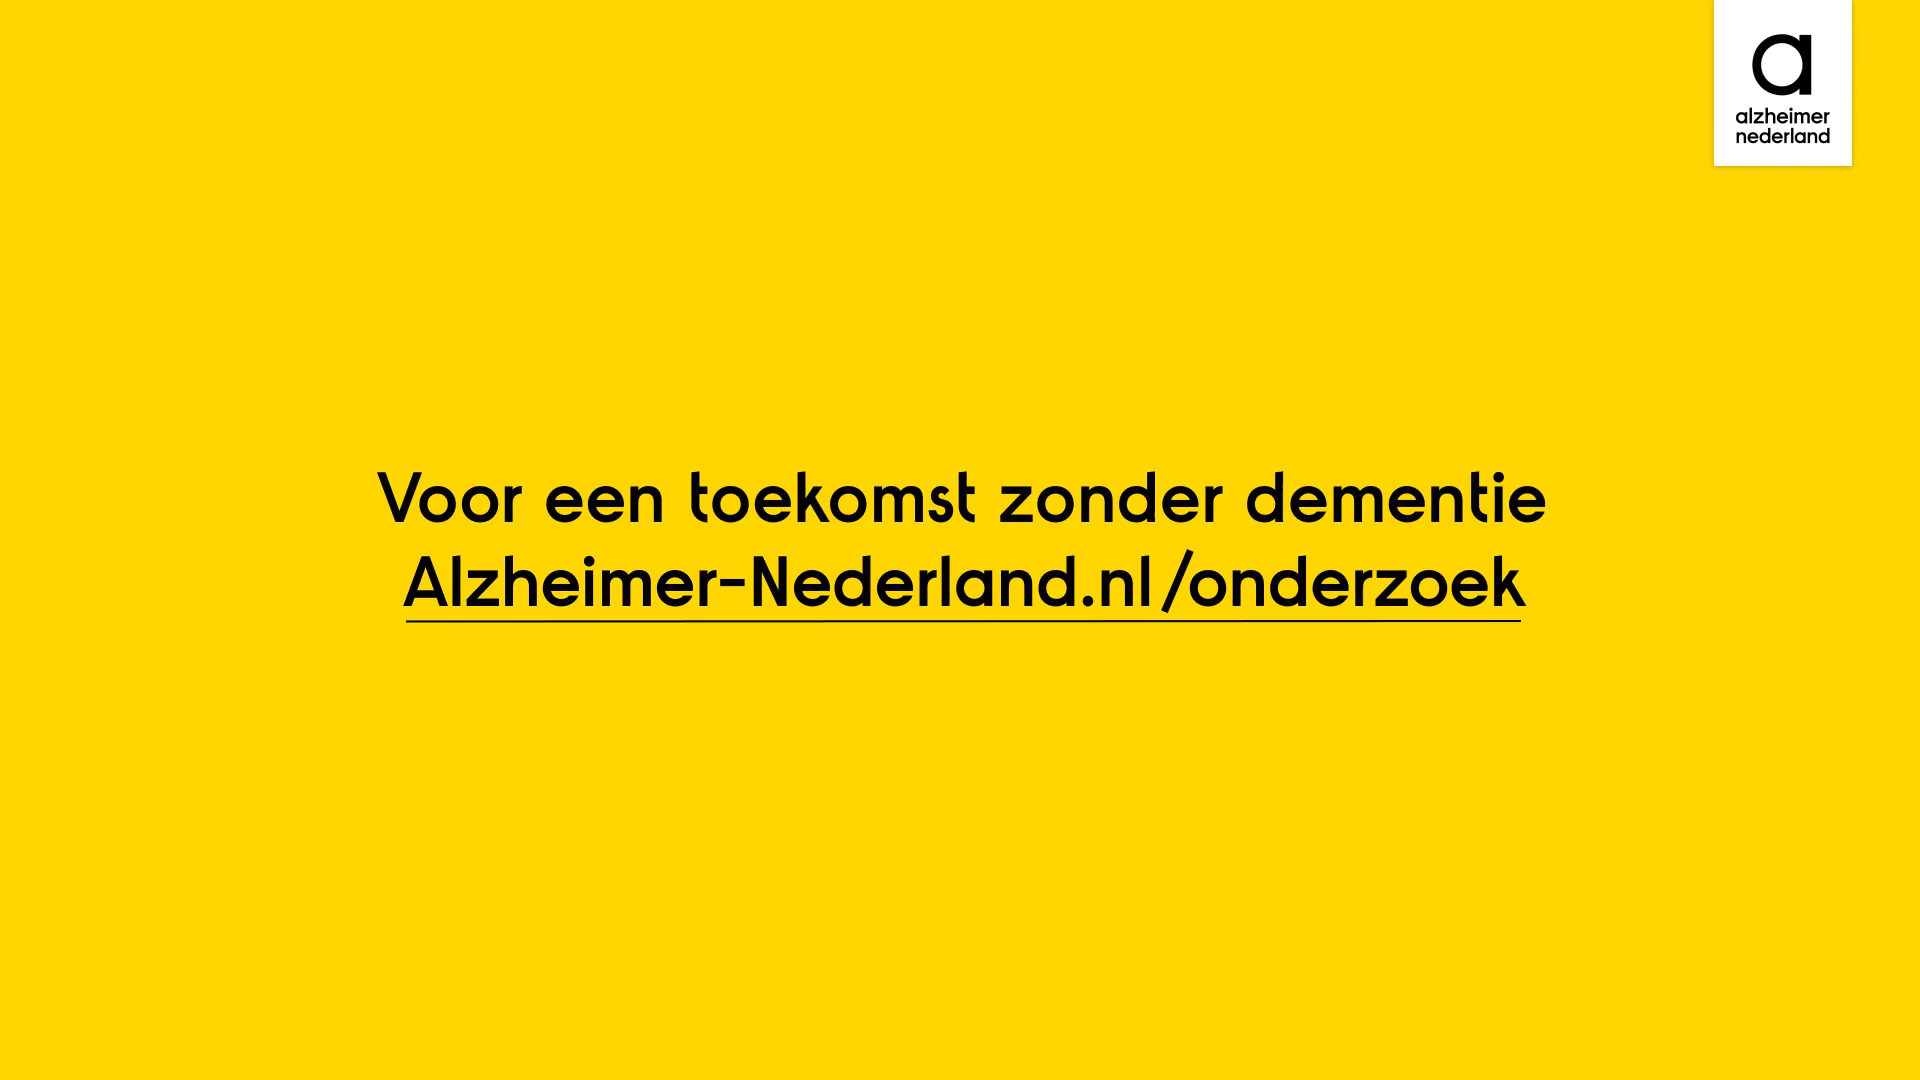 a
alzheimer
nederland
Voor een toekomst zonder dementie
Alzheimer-Nederland.nl/onderzoek